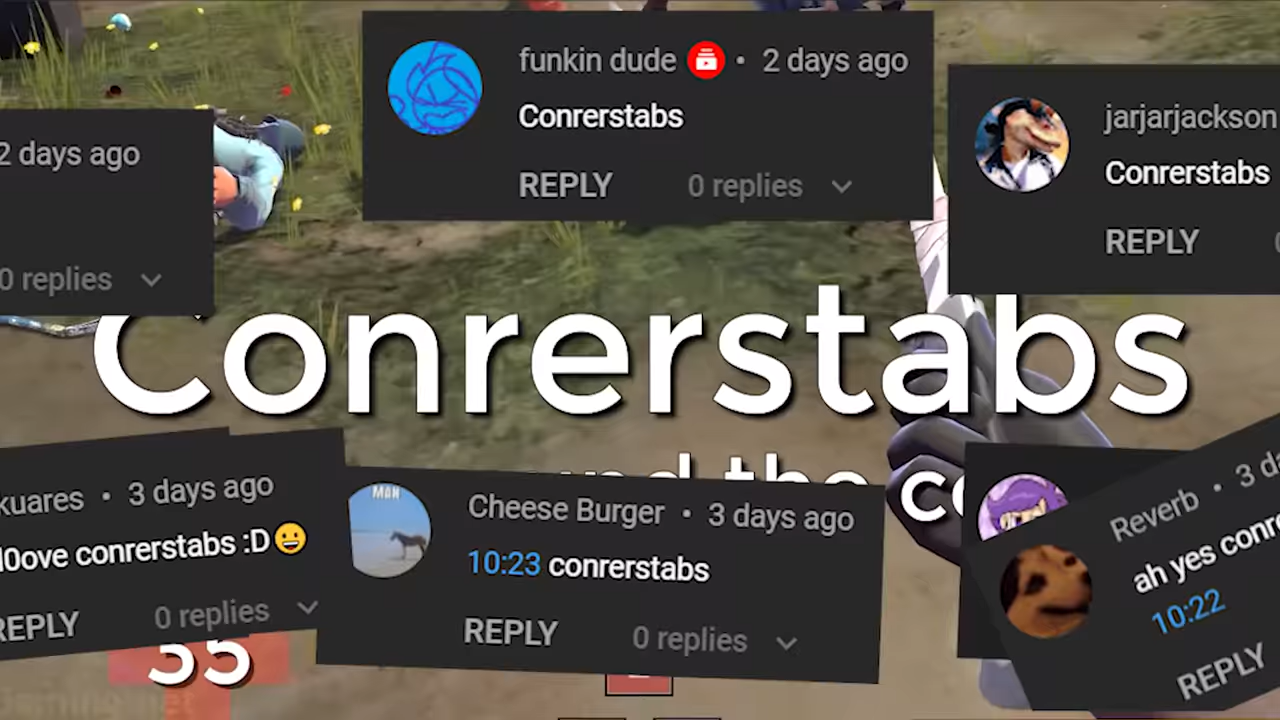 funkin dude • 2 days ago
Conrerstabs
REPLY 0 replies
jarjarjackson
Conrerstabs
REPLY
2 days ago
0 replies
Conrerstabs
the
kuares • 3 days ago
conrerstabs :D😀
REPLY 0 replies
MAN
Cheese Burger • 3 days ago
10:23 conrerstabs
REPLY 0 replies
Reverb • 3
ah yes
10:22
REPLY
35